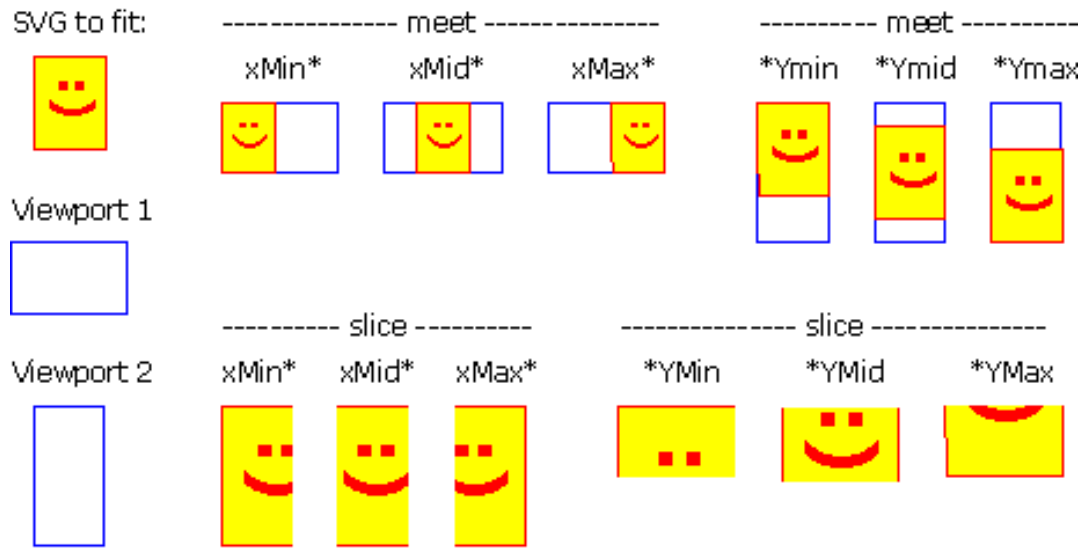 SVG to fit:
---------- meet ---------------
---------- meet ----------
xMin* xMid* xMax*
*Ymin *Ymid *Ymax
Viewport 1
---------- slice ----------
--------------- slice ---------------
Viewport 2
xMin* xMid* xMax*
*YMin *YMid *YMax